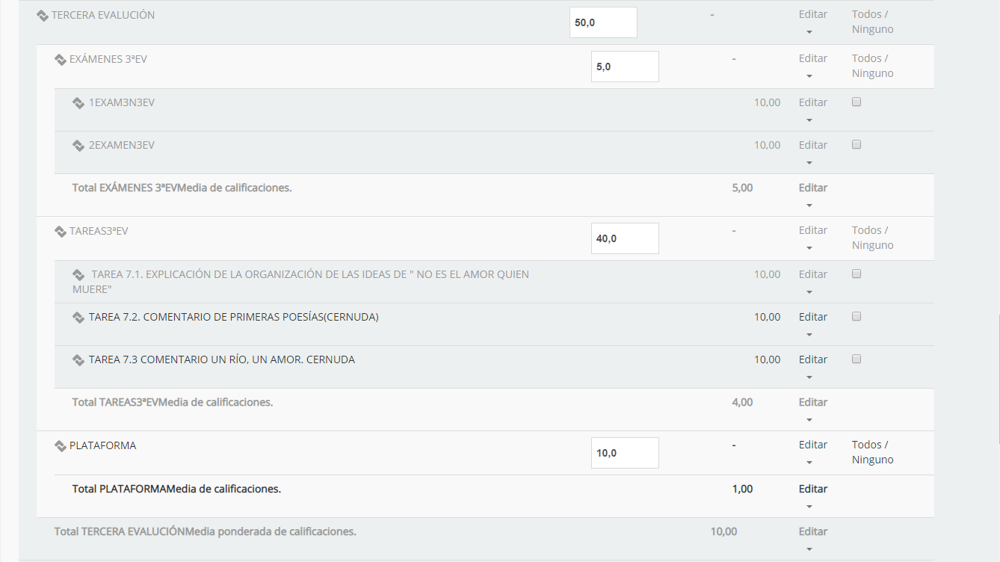 TERCERA EVALUCIÓN 50,0 - Editar Todos /
Ninguno
EXÁMENES 3ªEV 5,0 - Editar Todos /
Ninguno
1EXAM3N3EV 10,00 Editar
2EXAMEN3EV 10,00 Editar
Total EXÁMENES 3ªEVMedia de calificaciones. 5,00 Editar
TAREAS3ªEV 40,0 - Editar Todos /
Ninguno
TAREA 7.1. EXPLICACIÓN DE LA ORGANIZACIÓN DE LAS IDEAS DE " NO ES EL AMOR QUIEN 10,00 Editar
MUERE"
TAREA 7.2. COMENTARIO DE PRIMERAS POESÍAS(CERNUDA) 10,00 Editar
TAREA 7.3 COMENTARIO UN RÍO, UN AMOR. CERNUDA 10,00 Editar
Total TAREAS3ªEVMedia de calificaciones. 4,00 Editar
PLATAFORMA 10,0 - Editar Todos /
Ninguno
Total PLATAFORMAMedia de calificaciones. 1,00 Editar
Total TERCERA EVALUCIÓNMedia ponderada de calificaciones. 10,00 Editar